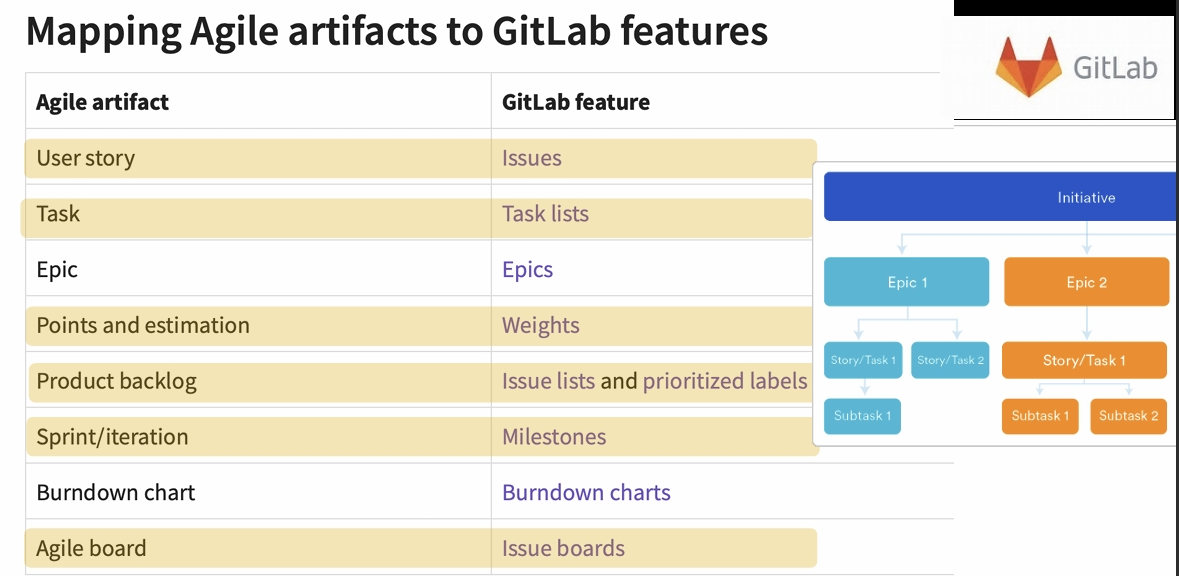 Mapping Agile artifacts to GitLab features
GitLab
Agile artifact GitLab feature
User story Issues
Task Task lists
Epic Epics
Points and estimation Weights
Product backlog Issue lists and prioritized labels
Sprint/iteration Milestones
Burndown chart Burndown charts
Agile board Issue boards
Initiative
Epic 1 Epic 2
Story/Task 1 Story/Task 2 Story/Task 1
Subtask 1 Subtask 1 Subtask 2